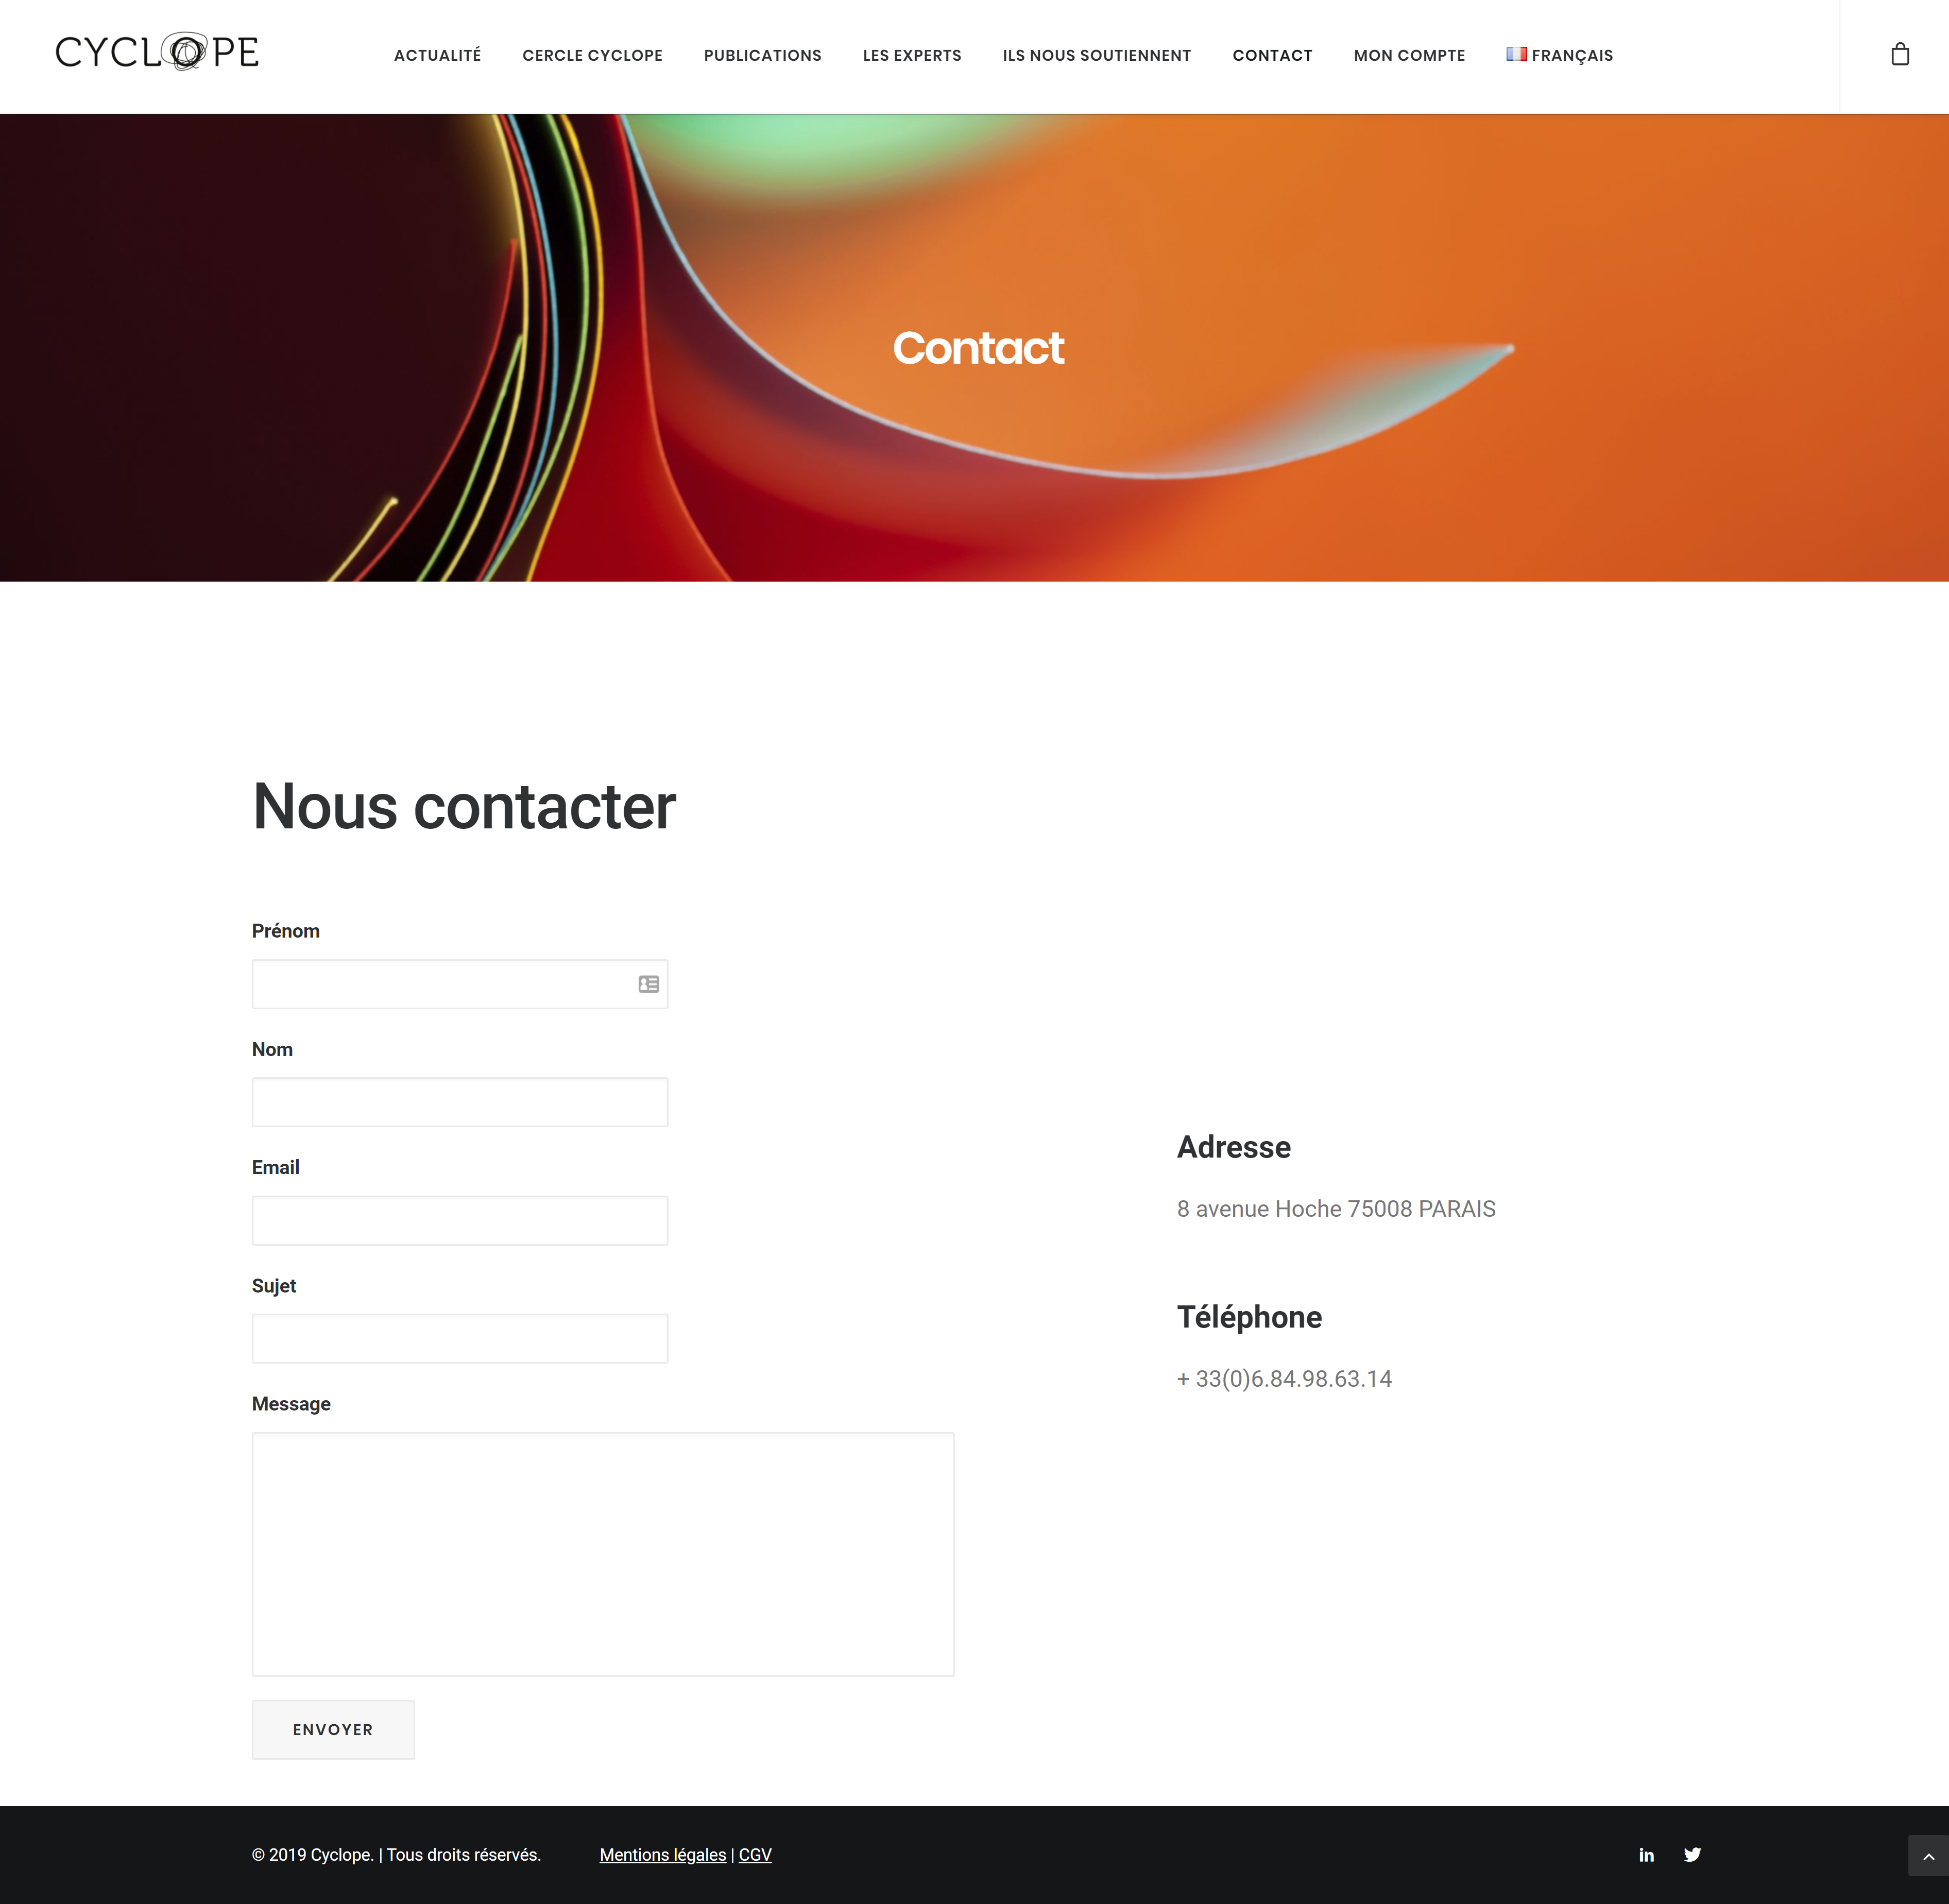 CYCLOPE
ACTUALITÉ CERCLE CYCLOPE PUBLICATIONS LES EXPERTS ILS NOUS SOUTIENNENT CONTACT MON COMPTE FRANÇAIS
Contact
Nous contacter
Prénom
Nom
Email
Sujet
Message
ENVOYER
Adresse
8 avenue Hoche 75008 PARAIS
Téléphone
+ 33(0)6.84.98.63.14
© 2019 Cyclope. | Tous droits réservés. Mentions légales | CGV in